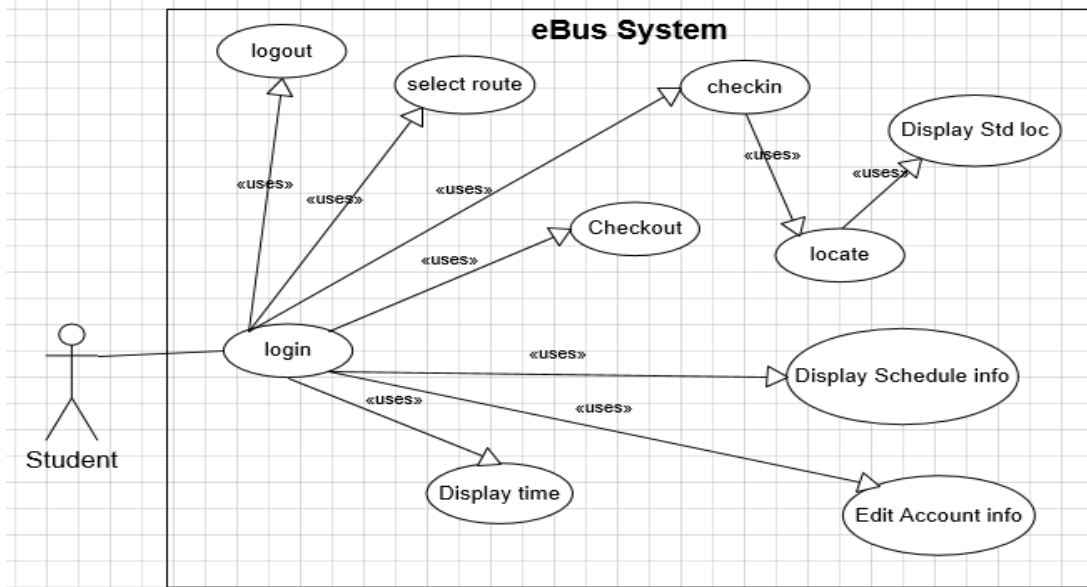 eBus System
logout
select route
checkin
Display Std loc
«uses»
«uses»
«uses»
«uses»
«uses»
Checkout
«uses»
locate
login
«uses»
Display Schedule info
«uses»
«uses»
Student
Display time
Edit Account info